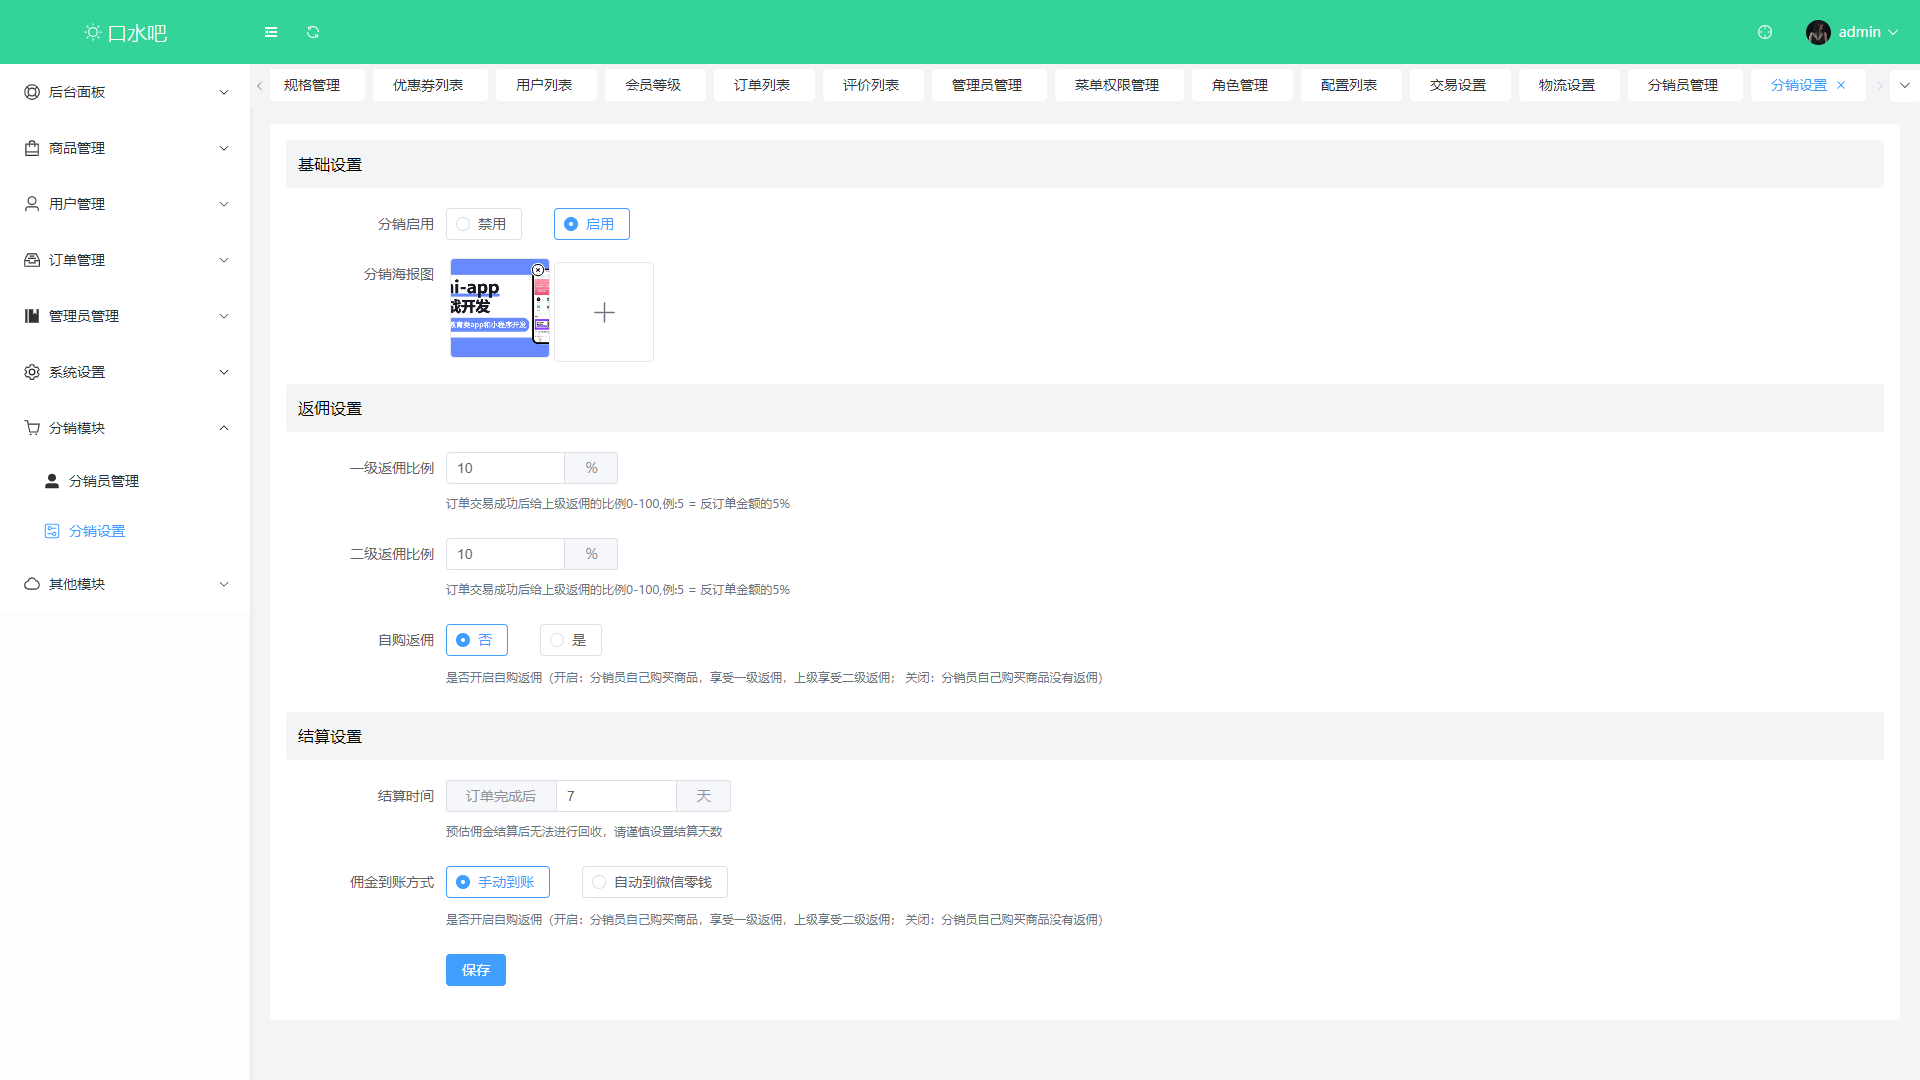 口水吧
admin
后台面板
商品管理
用户管理
订单管理
管理员管理
系统设置
分销模块
分销员管理
分销设置
其他模块
规格管理 优惠券列表 用户列表 会员等级 订单列表 评价列表 管理员管理 菜单权限管理 角色管理 配置列表 交易设置 物流设置 分销员管理 分销设置
基础设置
分销启用 禁用 启用
分销海报图
ni-app
战开发
教育类app和小程序开发
返佣设置
一级返佣比例 10 %
订单交易成功后给上级返佣的比例0-100,例:5 = 反订单金额的5%
二级返佣比例 10 %
订单交易成功后给上级返佣的比例0-100,例:5 = 反订单金额的5%
自购返佣 否 是
是否开启自购返佣（开启：分销员自己购买商品，享受一级返佣，上级享受二级返佣； 关闭：分销员自己购买商品没有返佣）
结算设置
结算时间 订单完成后 7 天
预估佣金结算后无法进行回收，请谨慎设置结算天数
佣金到账方式 手动到账 自动到微信零钱
是否开启自购返佣（开启：分销员自己购买商品，享受一级返佣，上级享受二级返佣； 关闭：分销员自己购买商品没有返佣）
保存